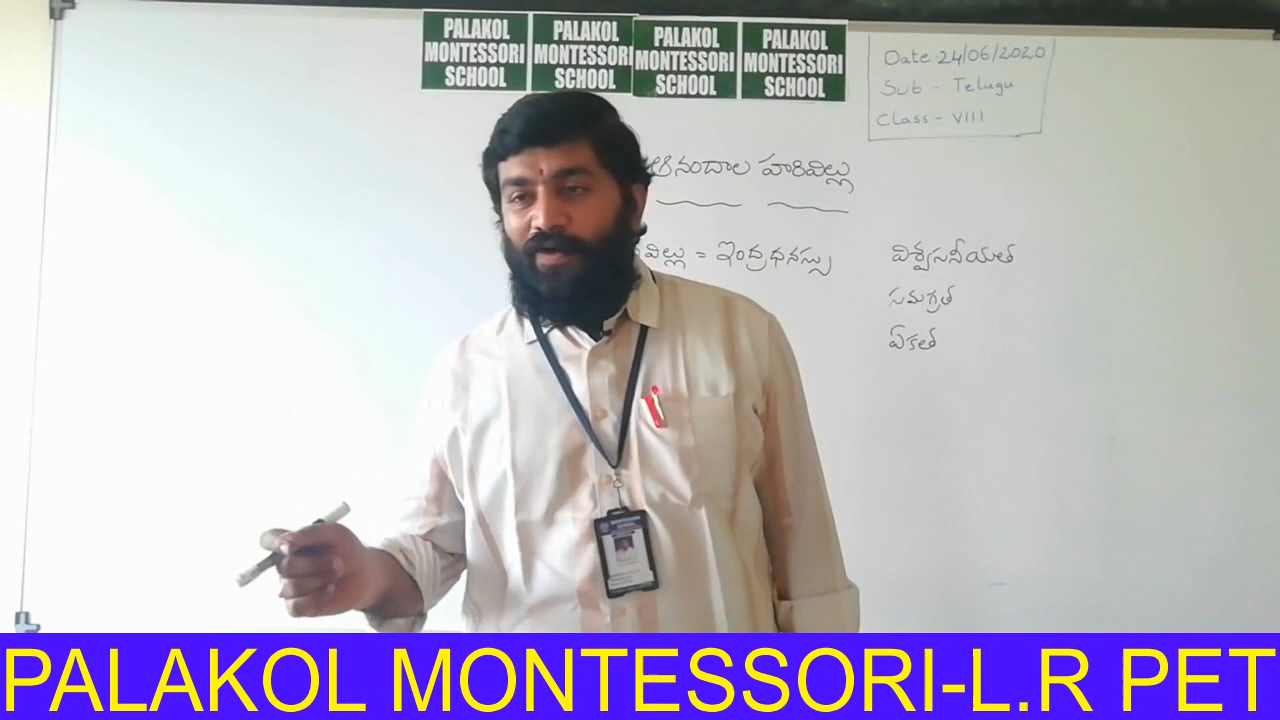 PALAKOL MONTESSORI SCHOOL
PALAKOL MONTESSORI SCHOOL
PALAKOL MONTESSORI SCHOOL
PALAKOL MONTESSORI SCHOOL
Date 24/06/2020
Sub - Telugu
Class - VIII
ఆనందాల హరివిల్లు
విల్లు = ఇంద్రధనస్సు
విశ్వసనీయత
సమగ్రత
ఏకత
PALAKOL MONTESSORI-L.R PET